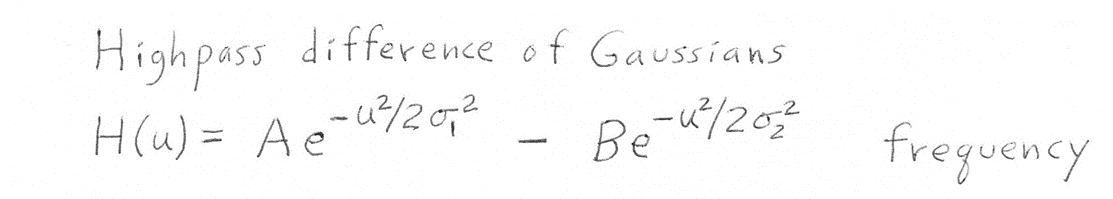 Highpass difference of Gaussians
H(u) = Ae^{-u²/2σ₁²} - Be^{-u²/2σ₂²} frequency